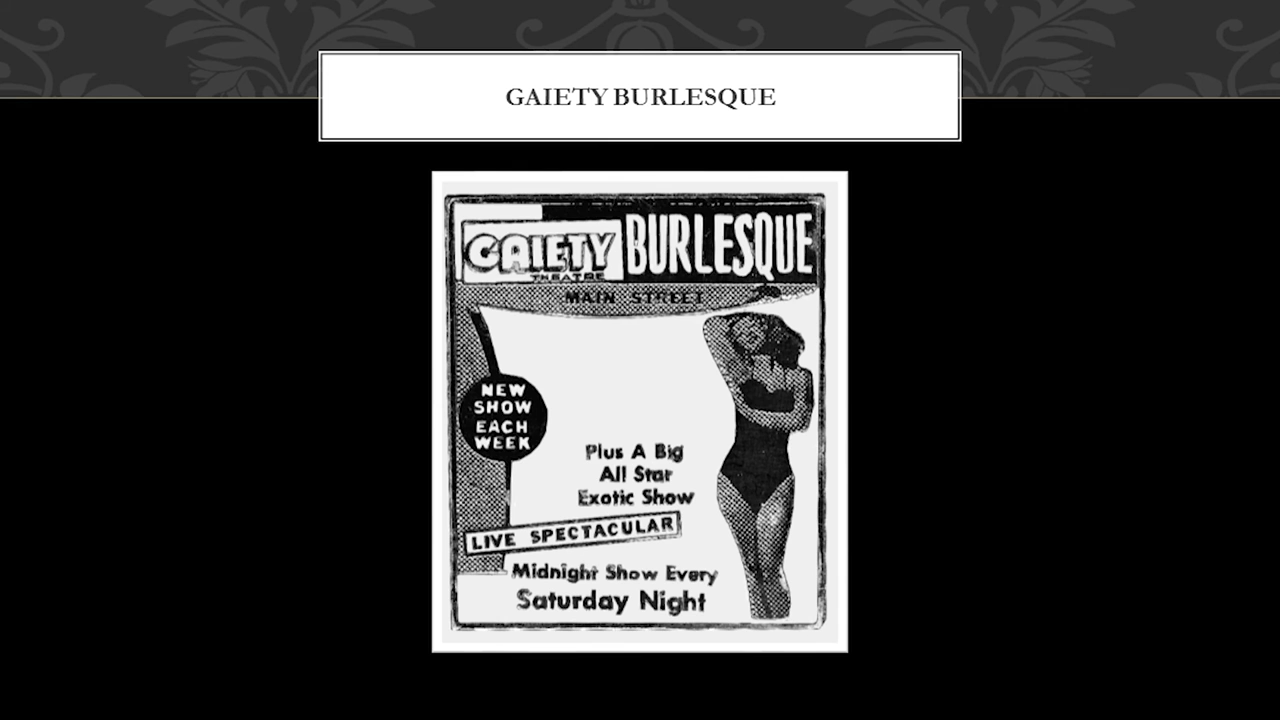 GAIETY BURLESQUE
GAIETY BURLESQUE
THEATRE
MAIN STREET
NEW
SHOW
EACH
WEEK
Plus A Big
All Star
Exotic Show
LIVE SPECTACULAR
Midnight Show Every
Saturday Night